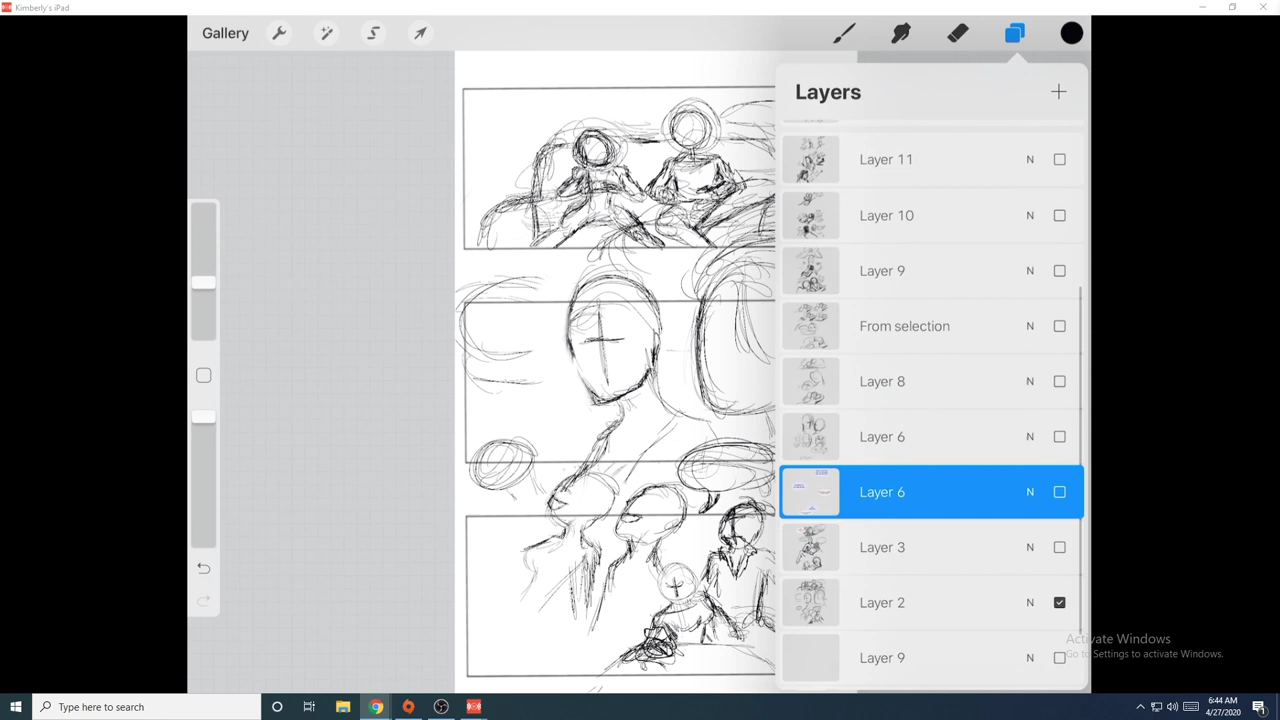 Kimberly's iPad
Gallery
Layers
Layer 11 N
Layer 10 N
Layer 9 N
From selection N
Layer 8 N
Layer 6 N
Layer 6 N
Layer 3 N
Layer 2 N
Layer 9 N
Activate Windows
Go to Settings to activate Windows.
Type here to search
6:44 AM
4/27/2020